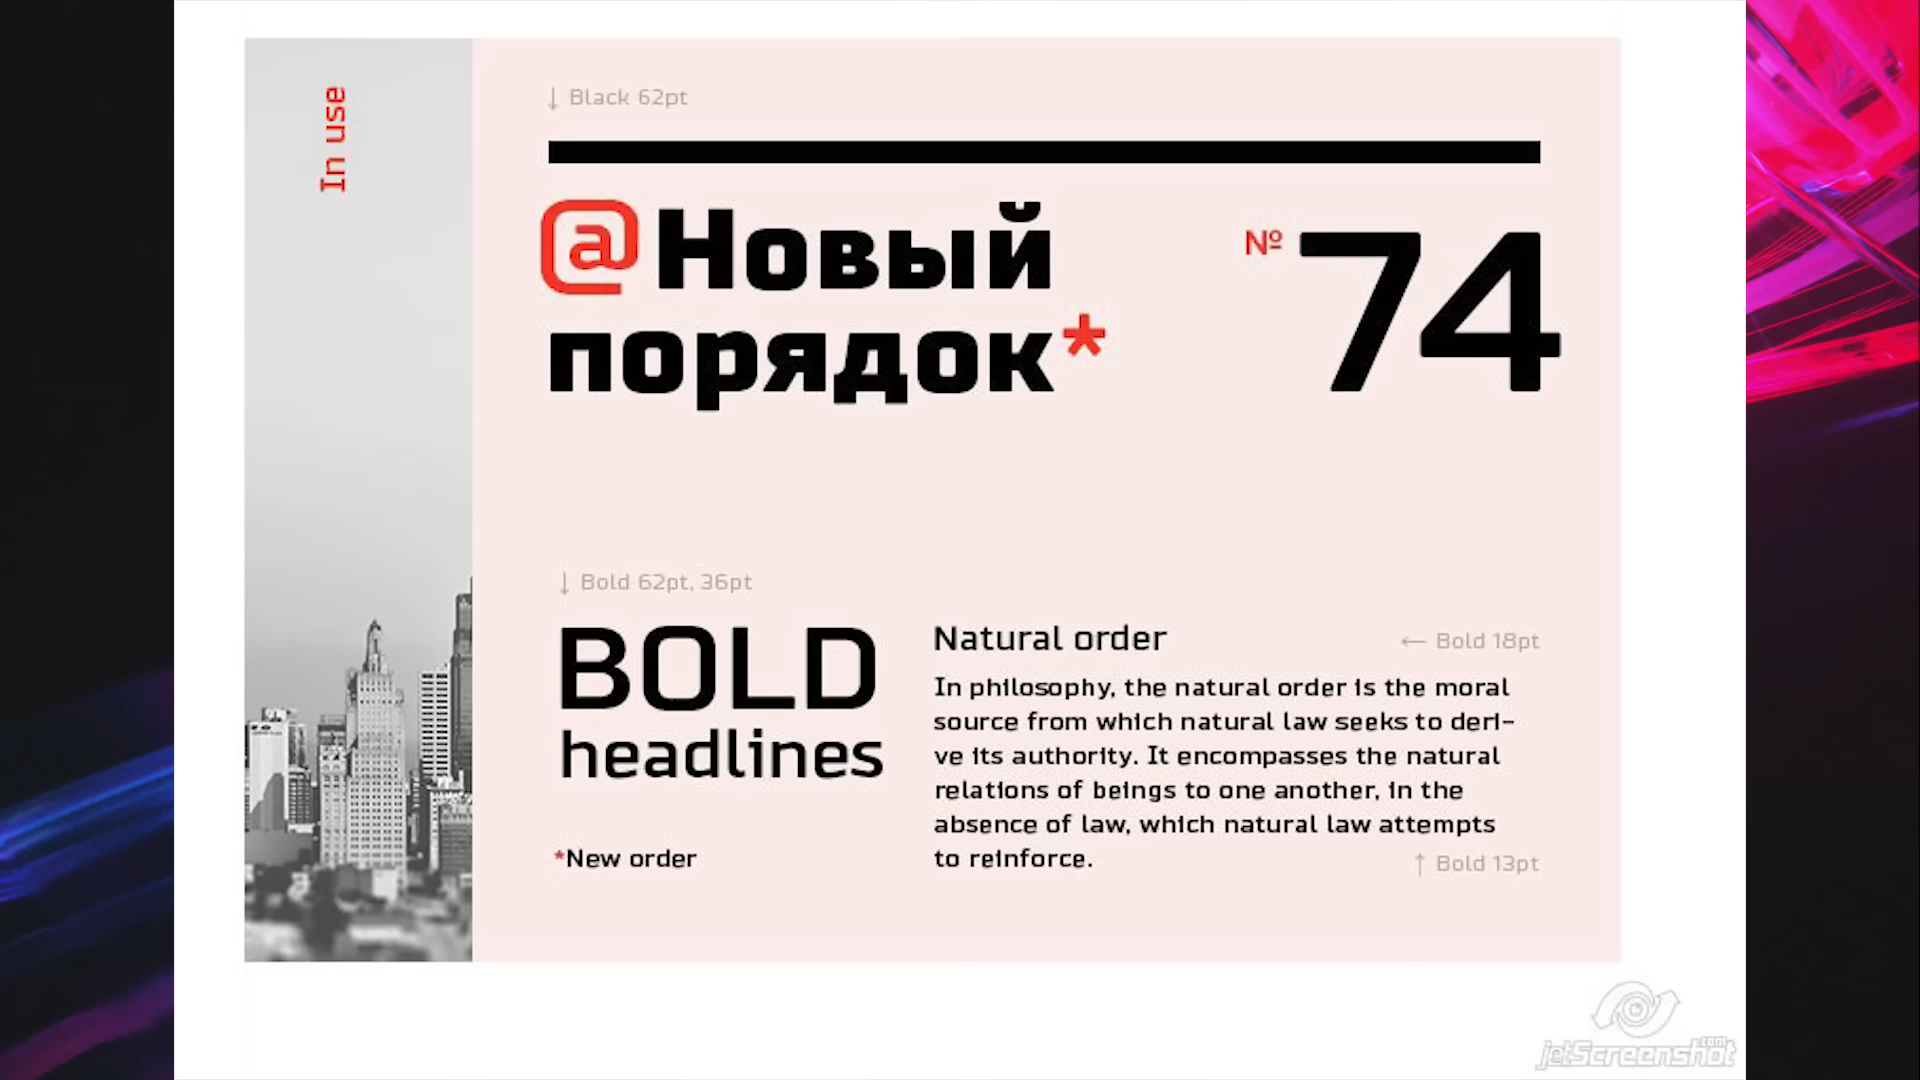 In use
↓ Black 62pt
@Новый
порядок*
№ 74
↓ Bold 62pt, 36pt
BOLD
headlines
*New order
Natural order
← Bold 18pt
In philosophy, the natural order is the moral
source from which natural law seeks to deri-
ve its authority. It encompasses the natural
relations of beings to one another, in the
absence of law, which natural law attempts
to reinforce.
↑ Bold 13pt
jetScreenshot.com